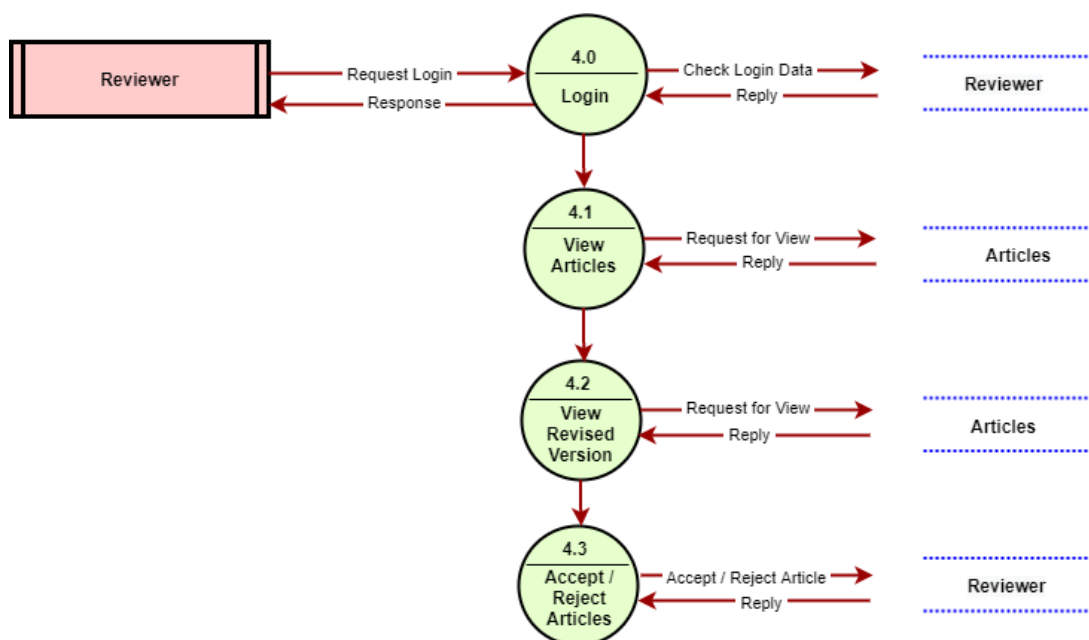 Reviewer
Request Login
Response
4.0
Login
Check Login Data
Reply
Reviewer
4.1
View
Articles
Request for View
Reply
Articles
4.2
View
Revised
Version
Request for View
Reply
Articles
4.3
Accept /
Reject
Articles
Accept / Reject Article
Reply
Reviewer